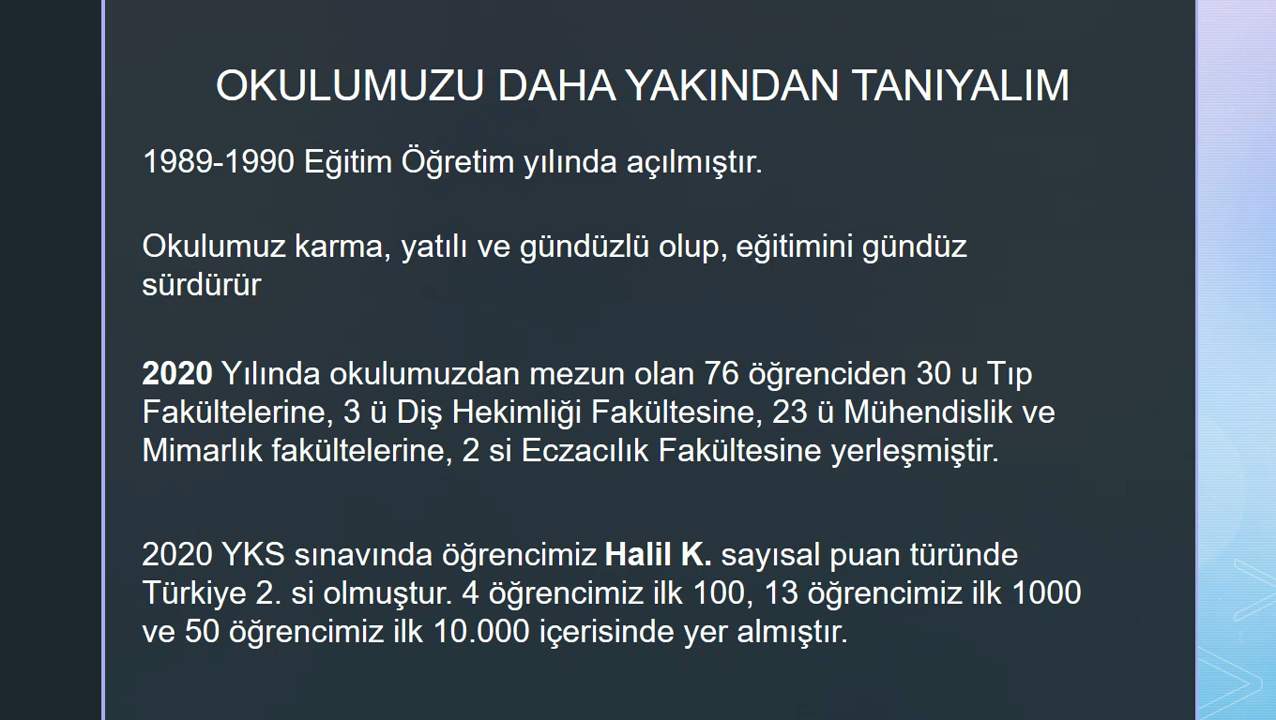 OKULUMUZU DAHA YAKINDAN TANIYALIM
1989-1990 Eğitim Öğretim yılında açılmıştır.
Okulumuz karma, yatılı ve gündüzlü olup, eğitimini gündüz
sürdürür
2020 Yılında okulumuzdan mezun olan 76 öğrenciden 30 u Tıp
Fakültelerine, 3 ü Diş Hekimliği Fakültesine, 23 ü Mühendislik ve
Mimarlık fakültelerine, 2 si Eczacılık Fakültesine yerleşmiştir.
2020 YKS sınavında öğrencimiz Halil K. sayısal puan türünde
Türkiye 2. si olmuştur. 4 öğrencimiz ilk 100, 13 öğrencimiz ilk 1000
ve 50 öğrencimiz ilk 10.000 içerisinde yer almıştır.